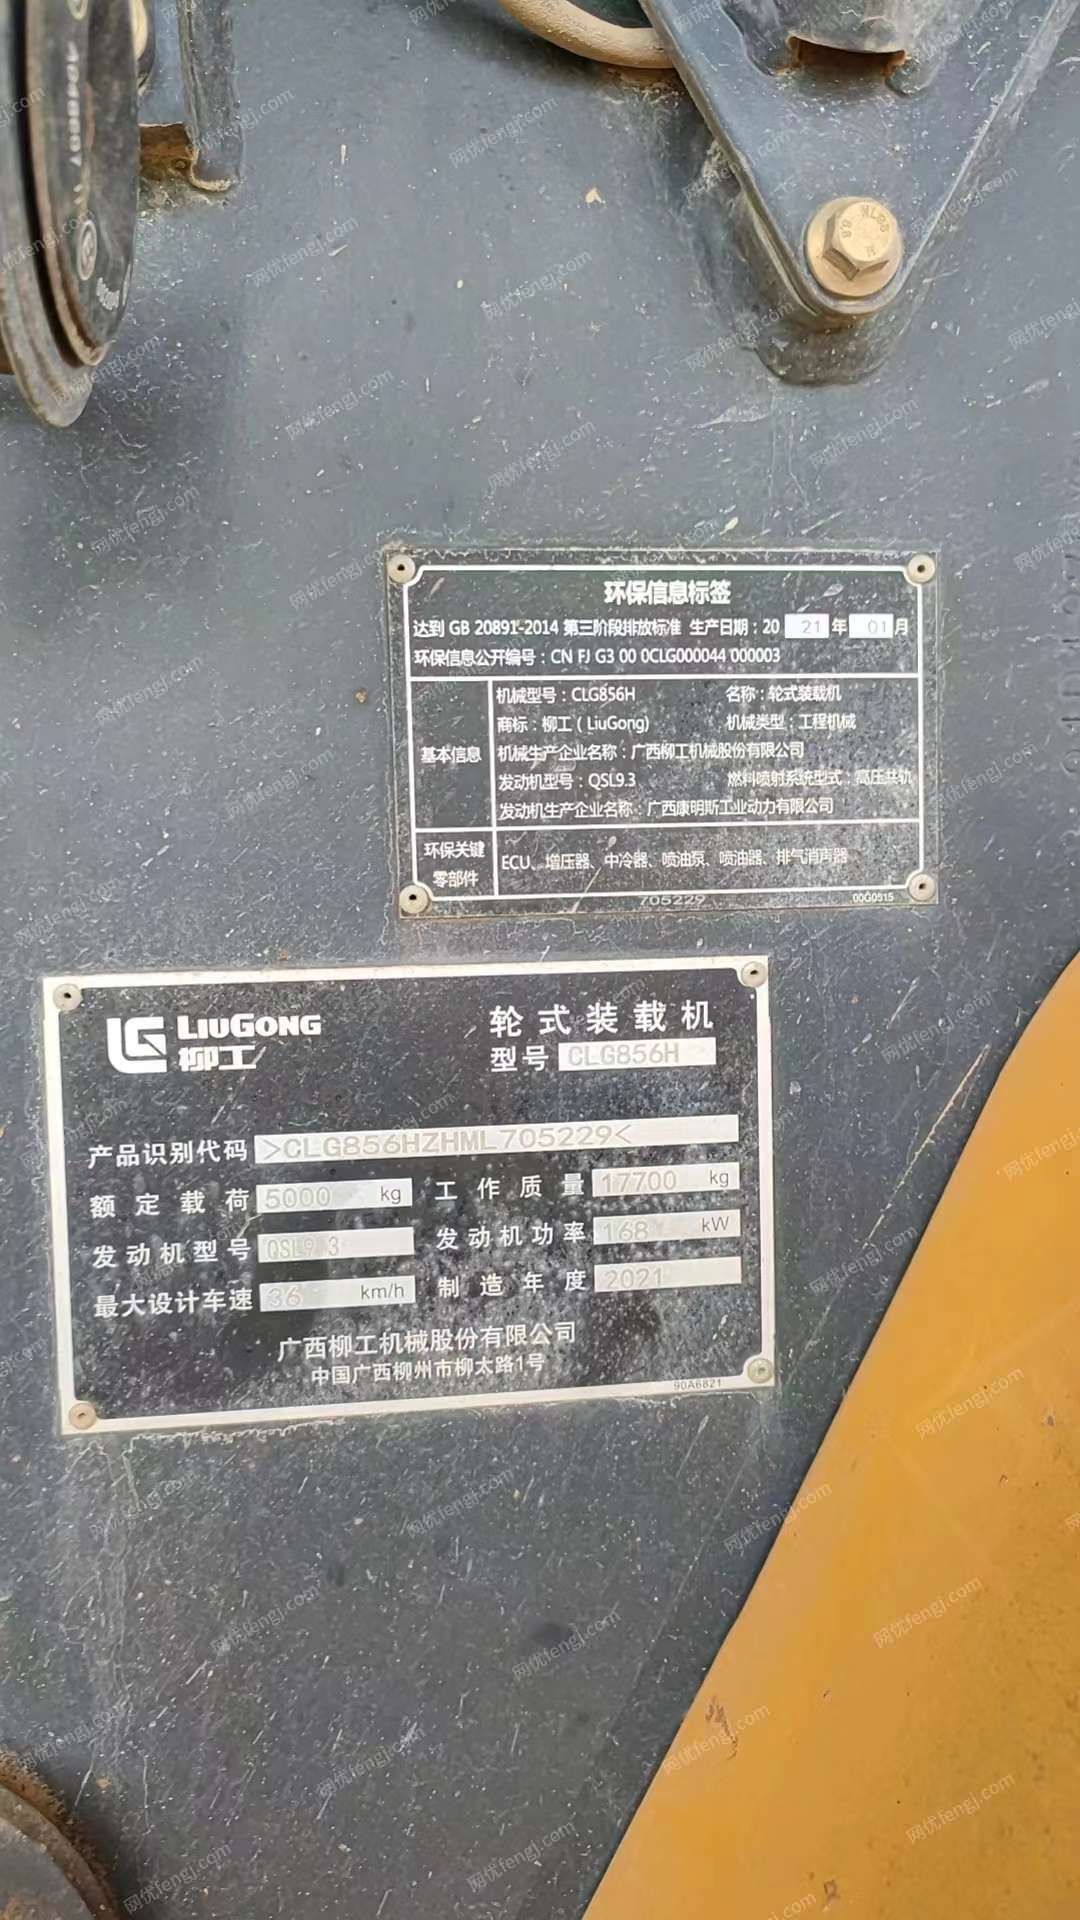 环保信息标签
达到 GB 20891-2014 第三阶段排放标准 生产日期：20 21 年 01 月
环保信息公开编号：CN FJ G3 00 0CLG000044 000003
基本信息
机械型号：CLG856H 名称：轮式装载机
商标：柳工（LiuGong） 机械类型：工程机械
机械生产企业名称：广西柳工机械股份有限公司
发动机型号：QSL9.3 燃料喷射系统型式：高压共轨
发动机生产企业名称：广西康明斯工业动力有限公司
环保关键
零部件
ECU、增压器、中冷器、喷油泵、喷油器、排气消声器
705229 00G0515
LIUGONG
柳工
轮式装载机
型号 CLG856H
产品识别代码 >CLG856HZHML705229<
额定载荷 5000 kg 工作质量 17700 kg
发动机型号 QSL9.3 发动机功率 168 kW
最大设计车速 36 km/h 制造年度 2021
广西柳工机械股份有限公司
中国广西柳州市柳太路1号
90A6821
8.8
网优fengj.com